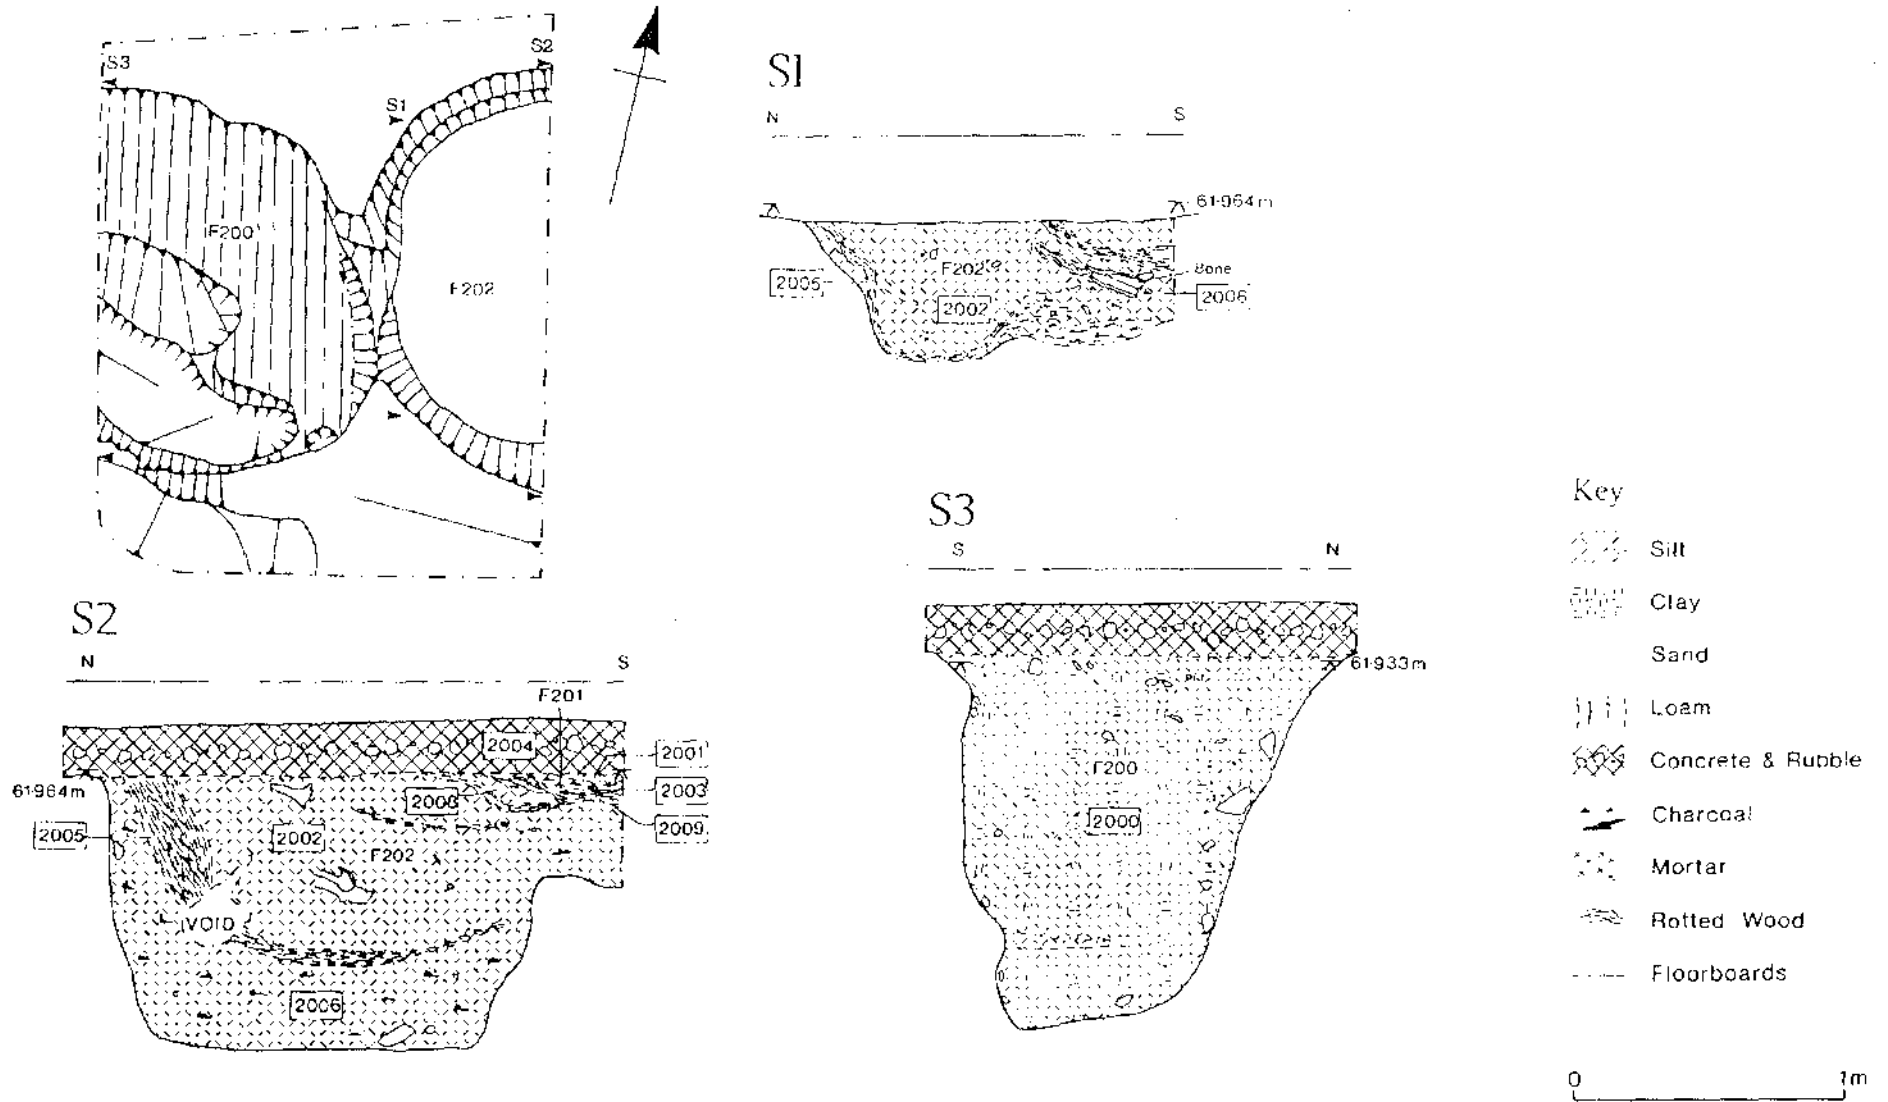 S3
S2
S1
F200
F202
S1
N
S
61·964m
F202
2005
Bone
2002
2006
S2
N
S
F201
2004
2001
61·964m
2003
2005
2002
2009
F202
VOID
2006
S3
S
N
61·933m
F200
2000
Key
Silt
Clay
Sand
Loam
Concrete & Rubble
Charcoal
Mortar
Rotted Wood
Floorboards
0
1m